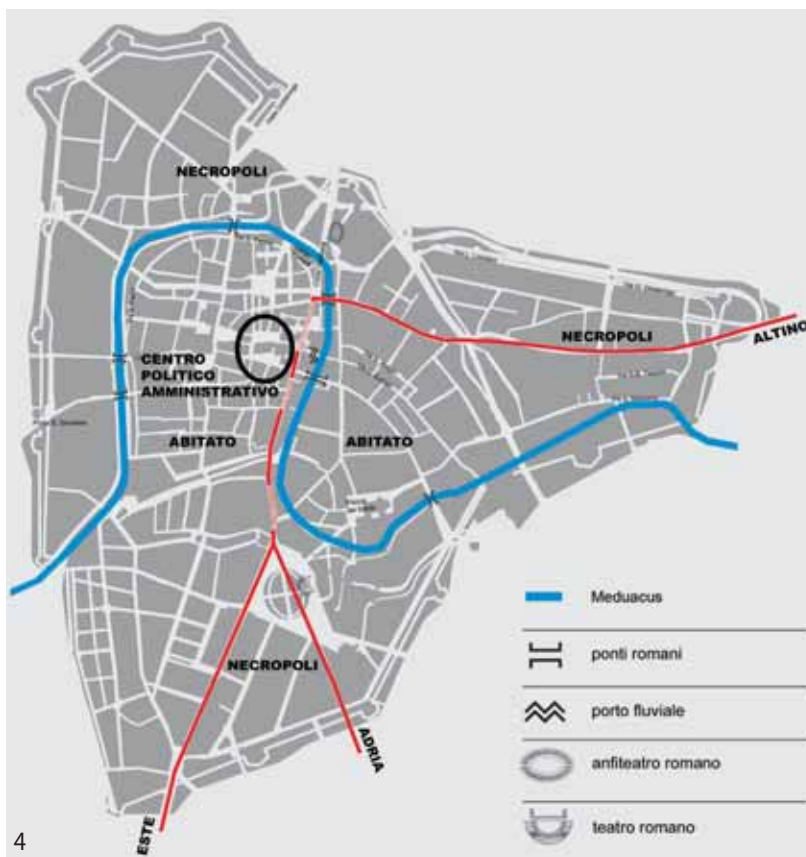 NECROPOLI
NECROPOLI
ALTINO
CENTRO
POLITICO
AMMINISTRATIVO
ABITATO
ABITATO
NECROPOLI
ADRIA
ESTE
Meduacus
ponti romani
porto fluviale
anfiteatro romano
teatro romano
4